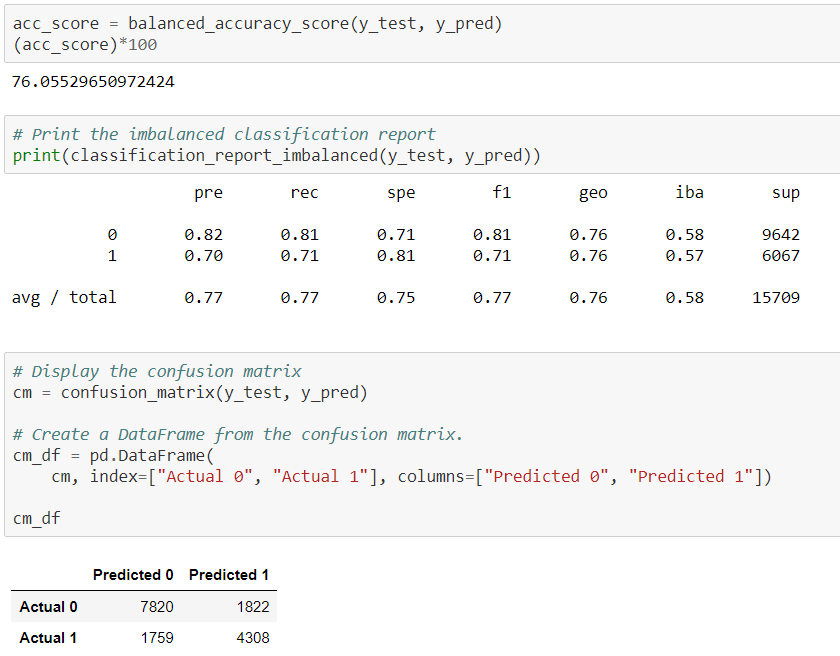 acc_score = balanced_accuracy_score(y_test, y_pred)
(acc_score)*100
76.05529650972424
# Print the imbalanced classification report
print(classification_report_imbalanced(y_test, y_pred))
pre rec spe f1 geo iba sup
0 0.82 0.81 0.71 0.81 0.76 0.58 9642
1 0.70 0.71 0.81 0.71 0.76 0.57 6067
avg / total 0.77 0.77 0.75 0.77 0.76 0.58 15709
# Display the confusion matrix
cm = confusion_matrix(y_test, y_pred)
# Create a DataFrame from the confusion matrix.
cm_df = pd.DataFrame(
cm, index=["Actual 0", "Actual 1"], columns=["Predicted 0", "Predicted 1"])
cm_df
Predicted 0 Predicted 1
Actual 0 7820 1822
Actual 1 1759 4308